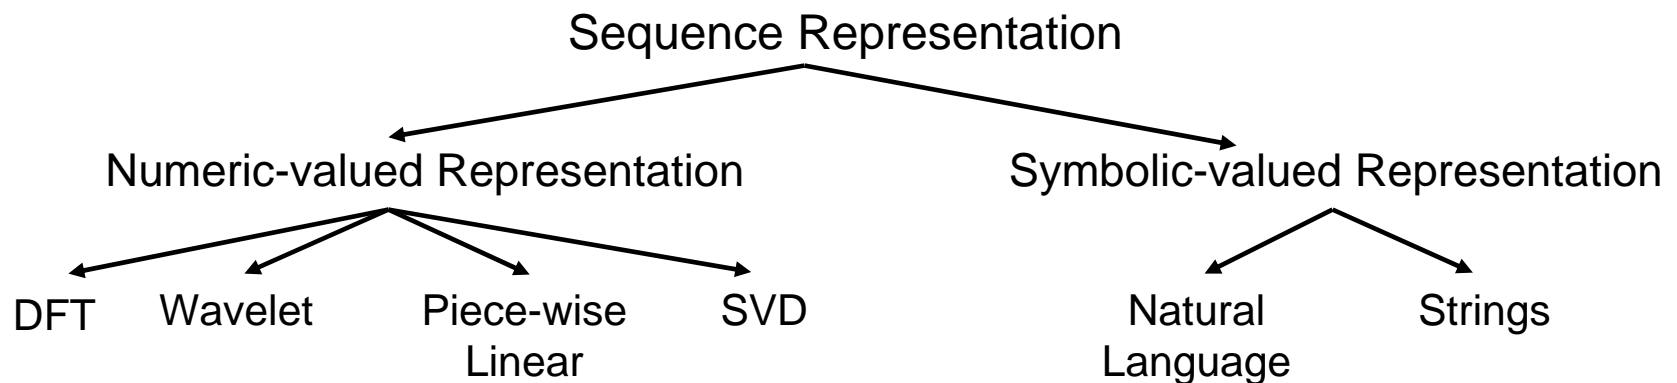 Sequence Representation
Numeric-valued Representation
Symbolic-valued Representation
DFT
Wavelet
Piece-wise
Linear
SVD
Natural
Language
Strings